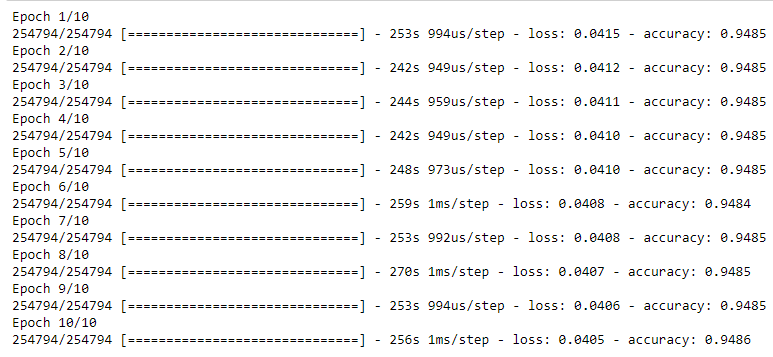 Epoch 1/10
254794/254794 [==============================] - 253s 994us/step - loss: 0.0415 - accuracy: 0.9485
Epoch 2/10
254794/254794 [==============================] - 242s 949us/step - loss: 0.0412 - accuracy: 0.9485
Epoch 3/10
254794/254794 [==============================] - 244s 959us/step - loss: 0.0411 - accuracy: 0.9485
Epoch 4/10
254794/254794 [==============================] - 242s 949us/step - loss: 0.0410 - accuracy: 0.9485
Epoch 5/10
254794/254794 [==============================] - 248s 973us/step - loss: 0.0410 - accuracy: 0.9485
Epoch 6/10
254794/254794 [==============================] - 259s 1ms/step - loss: 0.0408 - accuracy: 0.9484
Epoch 7/10
254794/254794 [==============================] - 253s 992us/step - loss: 0.0408 - accuracy: 0.9485
Epoch 8/10
254794/254794 [==============================] - 270s 1ms/step - loss: 0.0407 - accuracy: 0.9485
Epoch 9/10
254794/254794 [==============================] - 253s 994us/step - loss: 0.0406 - accuracy: 0.9485
Epoch 10/10
254794/254794 [==============================] - 256s 1ms/step - loss: 0.0405 - accuracy: 0.9486